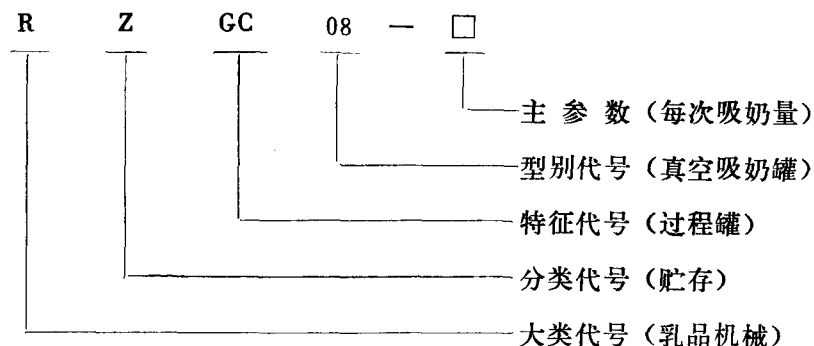 R Z GC 08 — □
主参数（每次吸奶量）
型别代号（真空吸奶罐）
特征代号（过程罐）
分类代号（贮存）
大类代号（乳品机械）